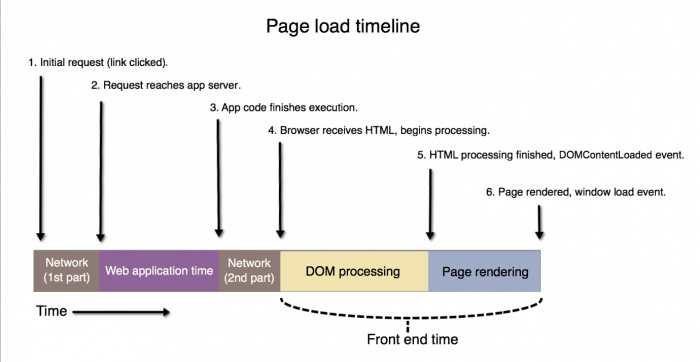 Page load timeline
1. Initial request (link clicked).
2. Request reaches app server.
3. App code finishes execution.
4. Browser receives HTML, begins processing.
5. HTML processing finished, DOMContentLoaded event.
6. Page rendered, window load event.
Network
(1st part)
Web application time
Network
(2nd part)
DOM processing
Page rendering
Time
Front end time